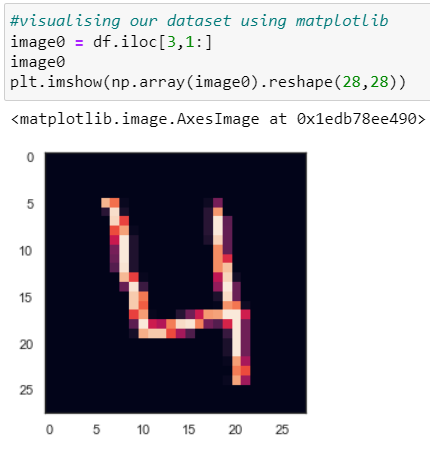 #visualising our dataset using matplotlib
image0 = df.iloc[3,1:]
image0
plt.imshow(np.array(image0).reshape(28,28))
<matplotlib.image.AxesImage at 0x1edb78ee490>
0
5
10
15
20
25
4
0 5 10 15 20 25